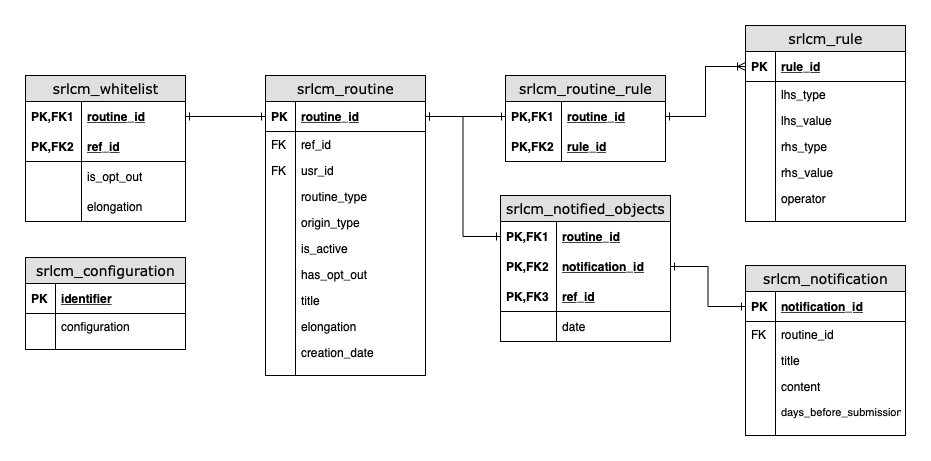 srlcm_whitelist
PK,FK1 routine_id
PK,FK2 ref_id
is_opt_out
elongation
srlcm_configuration
PK identifier
configuration
srlcm_routine
PK routine_id
FK ref_id
FK usr_id
routine_type
origin_type
is_active
has_opt_out
title
elongation
creation_date
srlcm_routine_rule
PK,FK1 routine_id
PK,FK2 rule_id
srlcm_notified_objects
PK,FK1 routine_id
PK,FK2 notification_id
PK,FK3 ref_id
date
srlcm_rule
PK rule_id
lhs_type
lhs_value
rhs_type
rhs_value
operator
srlcm_notification
PK notification_id
FK routine_id
title
content
days_before_submission